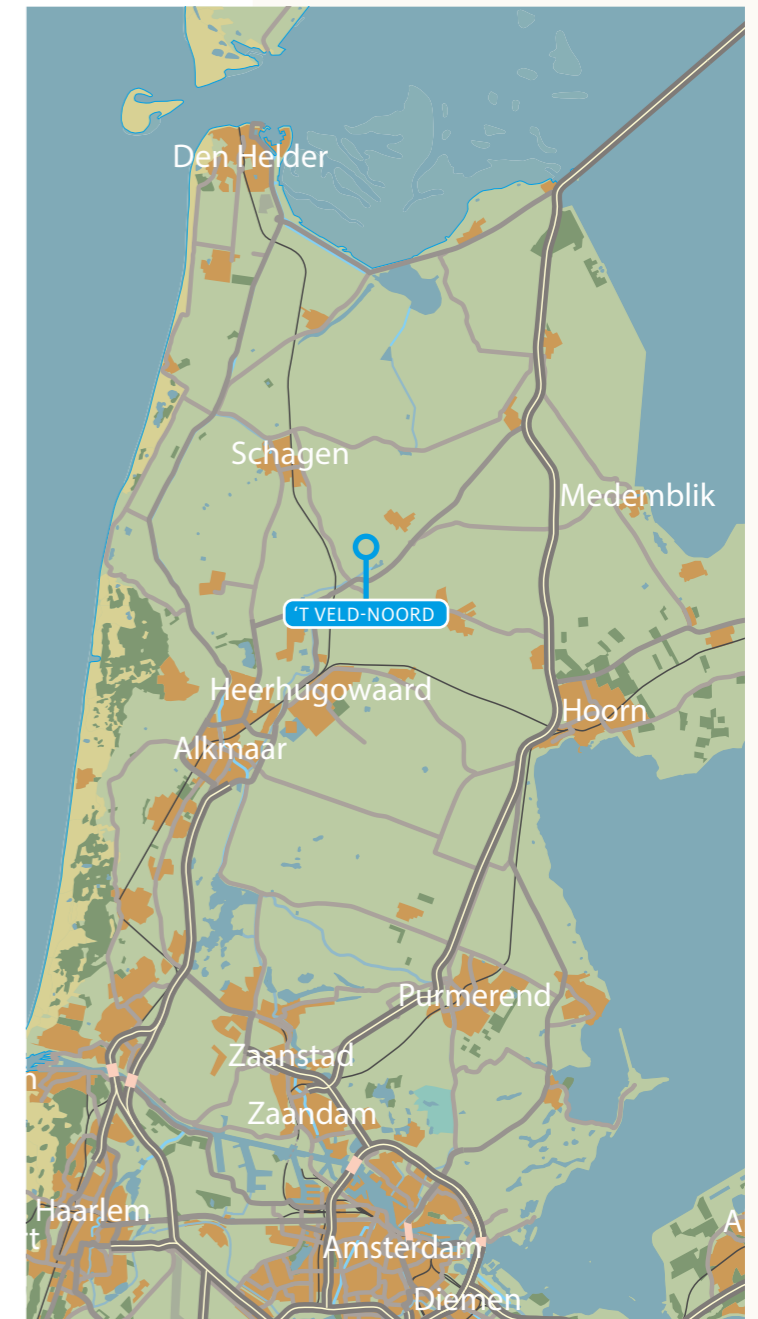 Den Helder
Schagen
Medemblik
‘T VELD-NOORD
Heerhugowaard
Hoorn
Alkmaar
Purmerend
Zaanstad
n
Zaandam
Haarlem
A
t
Amsterdam
Diemen